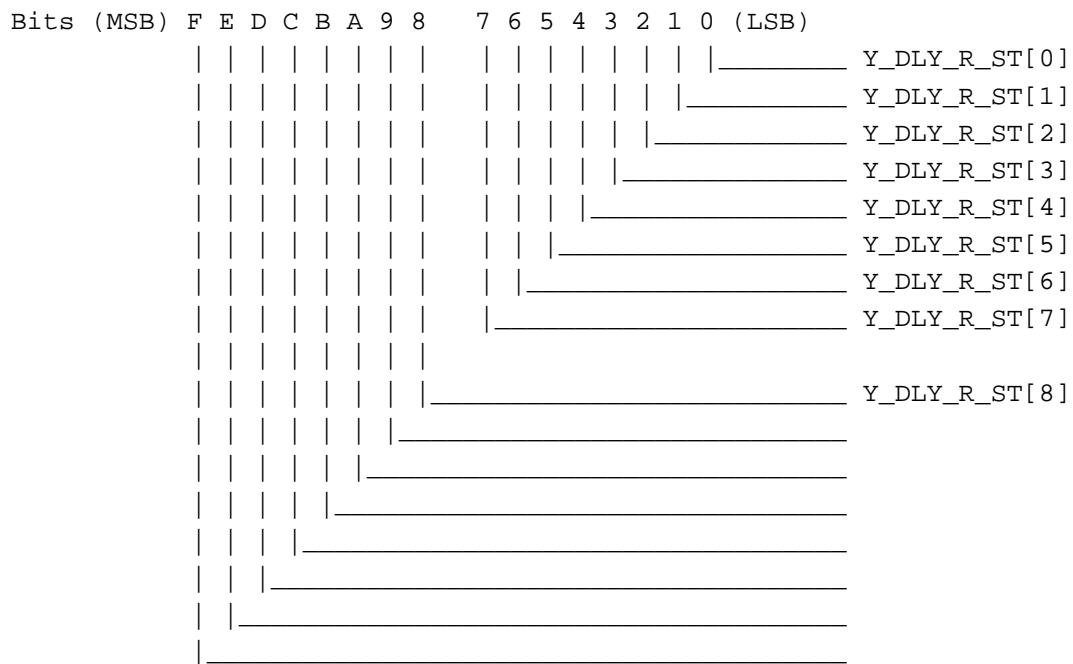 Bits (MSB) F E D C B A 9 8 7 6 5 4 3 2 1 0 (LSB)
Y_DLY_R_ST[0]
Y_DLY_R_ST[1]
Y_DLY_R_ST[2]
Y_DLY_R_ST[3]
Y_DLY_R_ST[4]
Y_DLY_R_ST[5]
Y_DLY_R_ST[6]
Y_DLY_R_ST[7]
Y_DLY_R_ST[8]